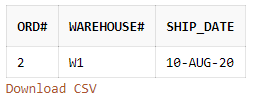 ORD# WAREHOUSE# SHIP_DATE
2 W1 10-AUG-20
Download CSV